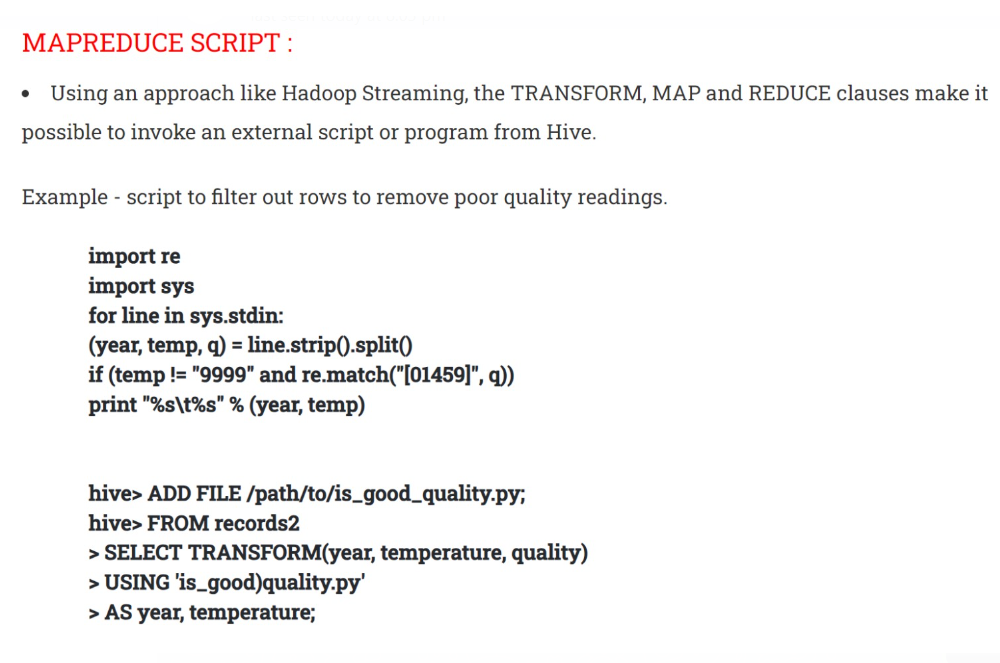 MAPREDUCE SCRIPT :
• Using an approach like Hadoop Streaming, the TRANSFORM, MAP and REDUCE clauses make it
possible to invoke an external script or program from Hive.
Example - script to filter out rows to remove poor quality readings.
import re
import sys
for line in sys.stdin:
(year, temp, q) = line.strip().split()
if (temp != "9999" and re.match("[01459]", q))
print "%s\t%s" % (year, temp)
hive> ADD FILE /path/to/is_good_quality.py;
hive> FROM records2
> SELECT TRANSFORM(year, temperature, quality)
> USING 'is_good)quality.py'
> AS year, temperature;